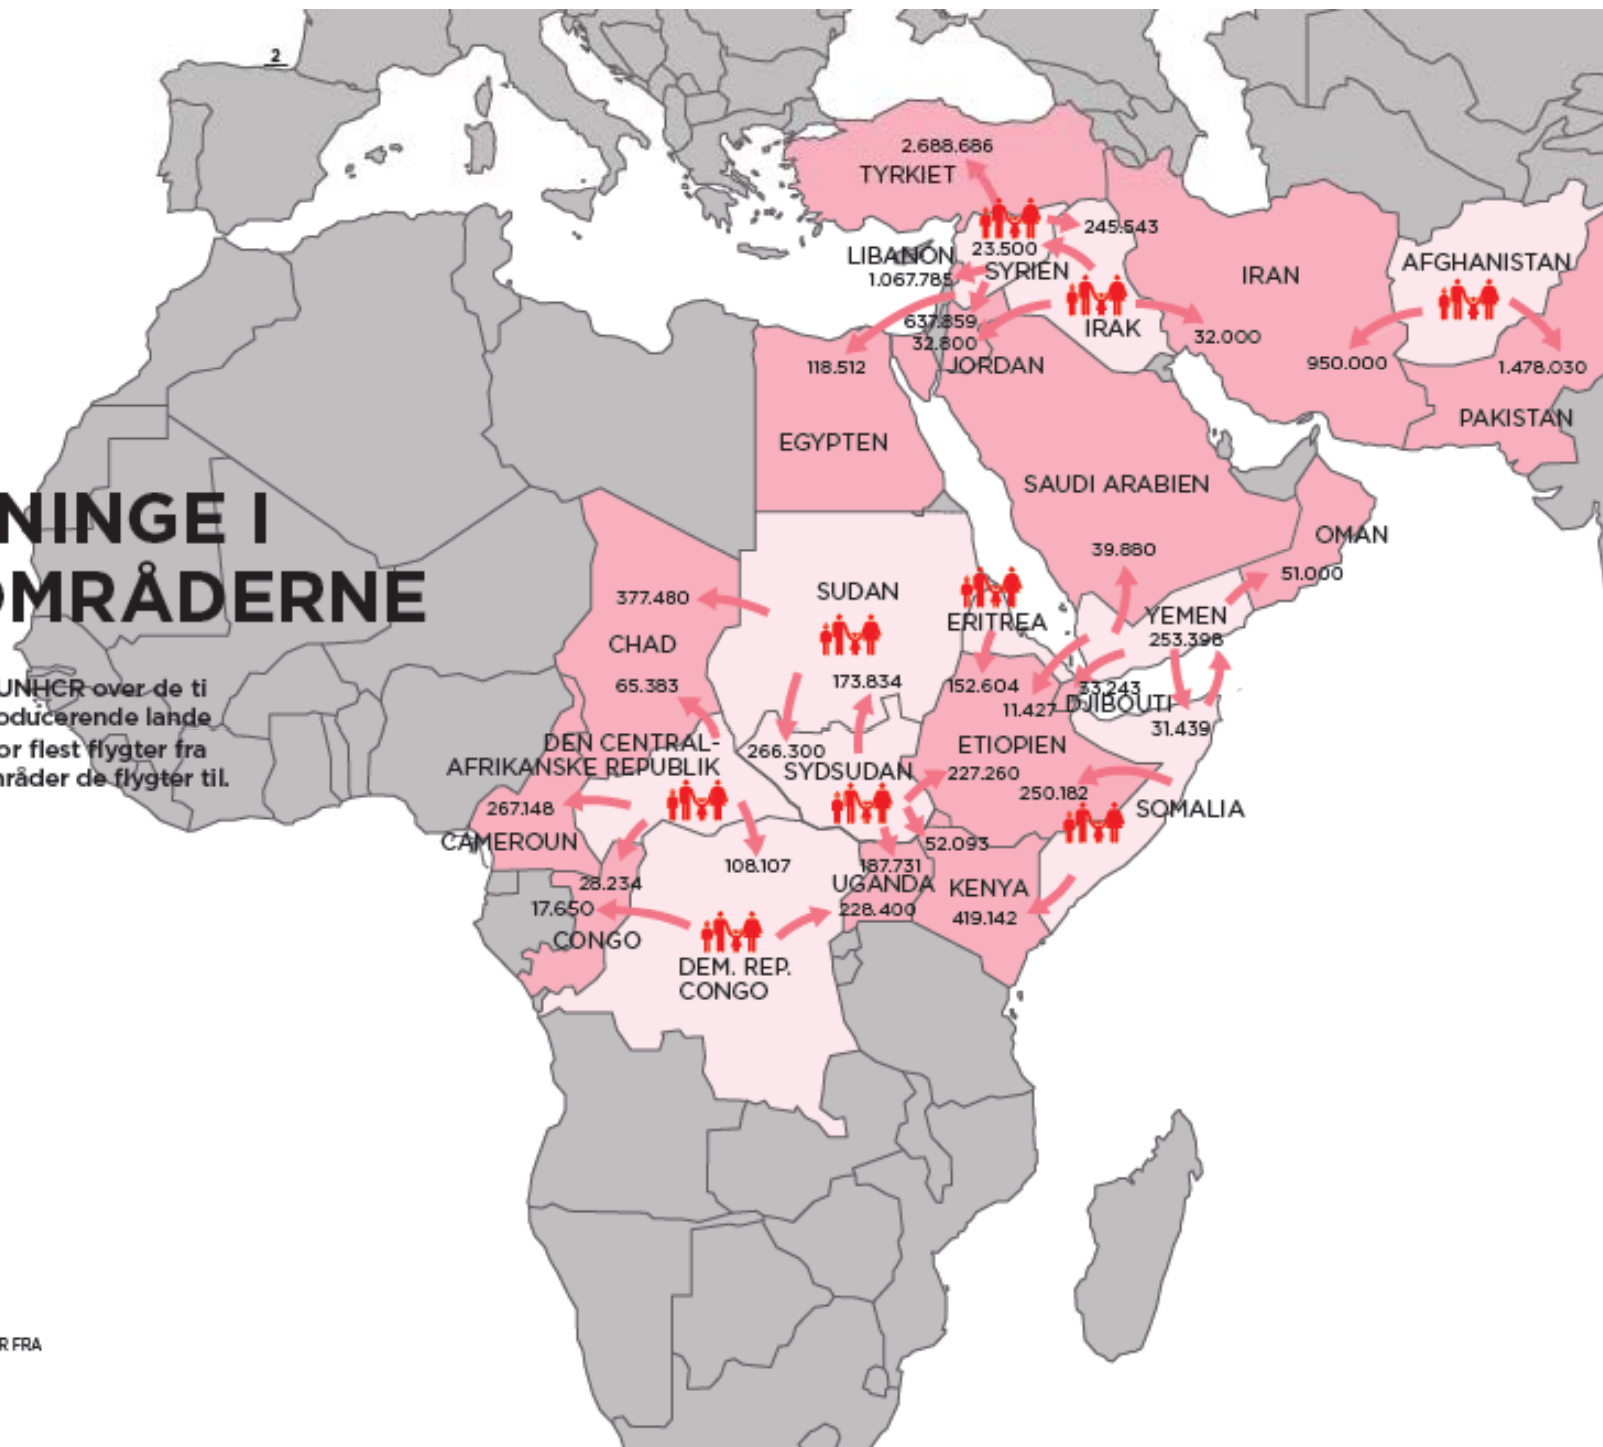 2
2.688.686
TYRKIET
245.543
23.500
LIBANON
1.067.785
SYRIEN
IRAN
AFGHANISTAN
637.859
32.800
JORDAN
IRAK
32.000
118.512
950.000
1.478.030
PAKISTAN
EGYPTEN
SAUDI ARABIEN
NINGE I
OMRÅDERNE
OMAN
39.880
51.000
SUDAN
377.480
ERITREA
YEMEN
253.398
CHAD
65.383
173.834
152.604
33.243
11.427
DJIBOUTI
31.439
UNHCR over de ti
oducerende lande
or flest flygter fra
nråder de flygter til.
DEN CENTRAL-
AFRIKANSKE REPUBLIK
266.300
SYDSUDAN
ETIOPIEN
227.260
250.182
SOMALIA
267.148
CAMEROUN
108.107
52.093
187.731
UGANDA
228.400
KENYA
419.142
28.234
17.650
CONGO
DEM. REP.
CONGO
R FRA